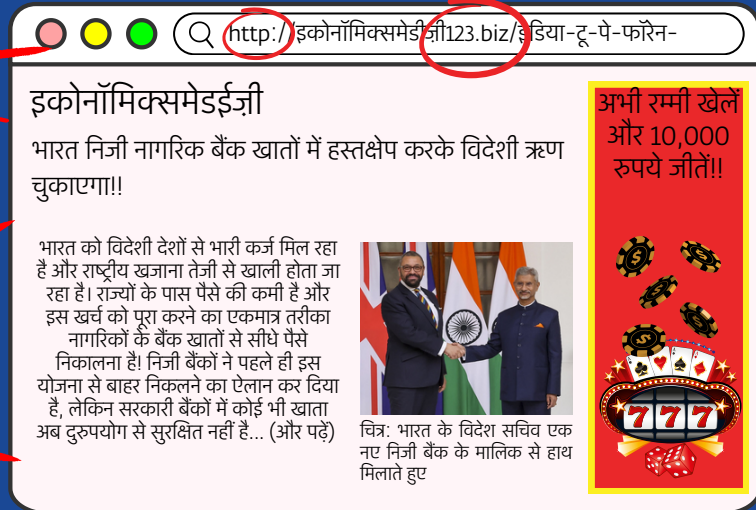 http://इकोनॉमिक्समेडीज़ी123.biz/इंडिया-टू-पे-फॉरेन-
इकोनॉमिक्समेडईज़ी
भारत निजी नागरिक बैंक खातों में हस्तक्षेप करके विदेशी ऋण
चुकाएगा!!
भारत को विदेशी देशों से भारी कर्ज मिल रहा
है और राष्ट्रीय खजाना तेजी से खाली होता जा
रहा है। राज्यों के पास पैसे की कमी है और
इस खर्च को पूरा करने का एकमात्र तरीका
नागरिकों के बैंक खातों से सीधे पैसे
निकालना है! निजी बैंकों ने पहले ही इस
योजना से बाहर निकलने का ऐलान कर दिया
है, लेकिन सरकारी बैंकों में कोई भी खाता
अब दुरुपयोग से सुरक्षित नहीं है... (और पढ़ें)
चित्र: भारत के विदेश सचिव एक
नए निजी बैंक के मालिक से हाथ
मिलाते हुए
अभी रम्मी खेलें
और 10,000
रुपये जीतें!!
777